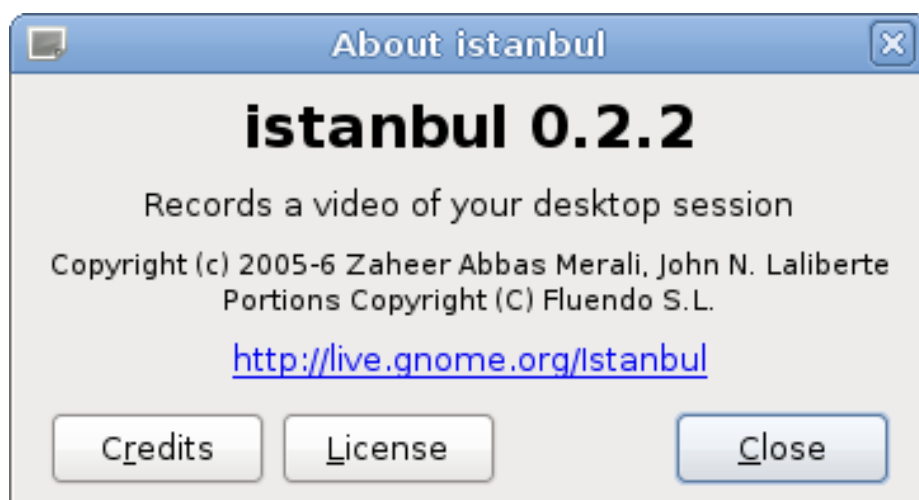 About istanbul
istanbul 0.2.2
Records a video of your desktop session
Copyright (c) 2005-6 Zaheer Abbas Merali, John N. Laliberte
Portions Copyright (C) Fluendo S.L.
http://live.gnome.org/Istanbul
Credits License Close